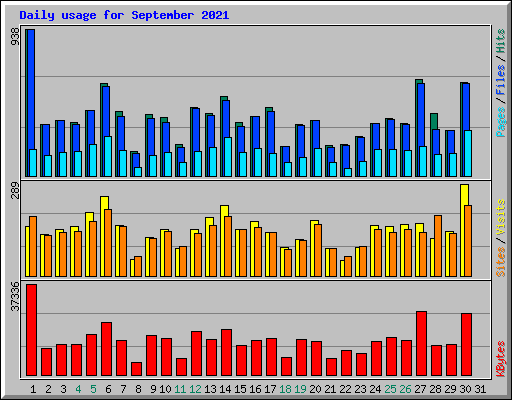 Daily usage for September 2021
938
Pages / Files / Hits
289
Sites / Visits
37336
KBytes
1 2 3 4 5 6 7 8 9 10 11 12 13 14 15 16 17 18 19 20 21 22 23 24 25 26 27 28 29 30 31